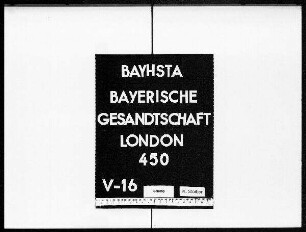 BAYHSTA
BAYERISCHE
GESANDTSCHAFT
LONDON
450
V-16